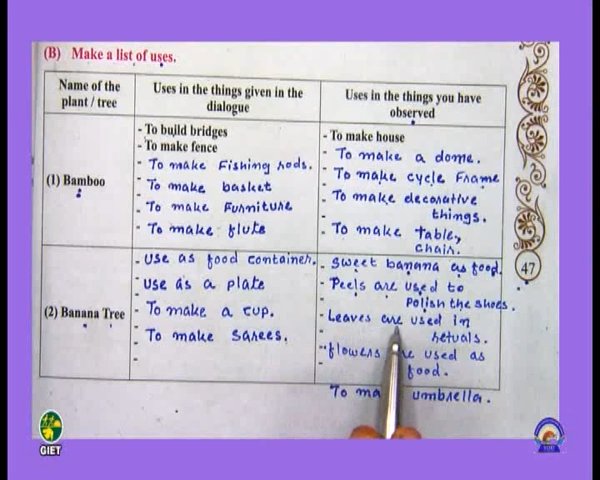 (B) Make a list of uses.
Name of the plant / tree
Uses in the things given in the dialogue
Uses in the things you have observed
(1) Bamboo
- To build bridges
- To make fence
- To make Fishing rods.
- To make basket
- To make Furniture
- To make flute
- To make house
- To make a dome.
- To make cycle Frame
- To make decorative
things.
- To make table,
chair.
(2) Banana Tree
- Use as food container.
- Use as a plate
- To make a cup.
- To make sarees.
-
- Sweet banana as food.
- Peels are used to
polish the shoes.
- Leaves are used in
retuals.
- flowers are used as
food.
To ma umbrella.
47
GIET